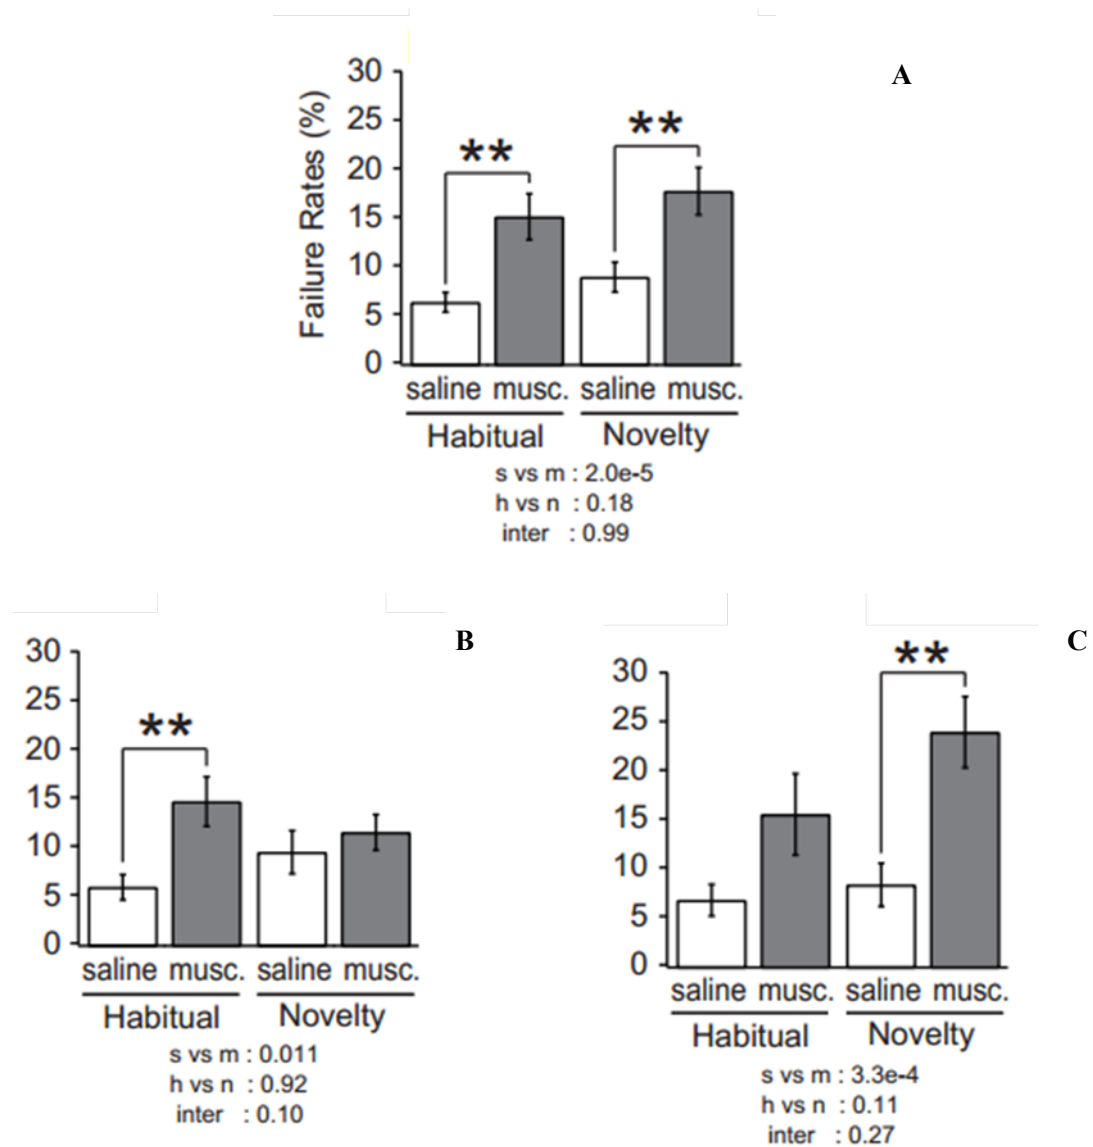 A
Failure Rates (%)
30
25
20
15
10
5
0
** **
saline musc. saline musc.
Habitual Novelty
s vs m : 2.0e-5
h vs n : 0.18
inter : 0.99
B
30
25
20
15
10
5
0
**
saline musc. saline musc.
Habitual Novelty
s vs m : 0.011
h vs n : 0.92
inter : 0.10
C
30
25
20
15
10
5
0
**
saline musc. saline musc.
Habitual Novelty
s vs m : 3.3e-4
h vs n : 0.11
inter : 0.27